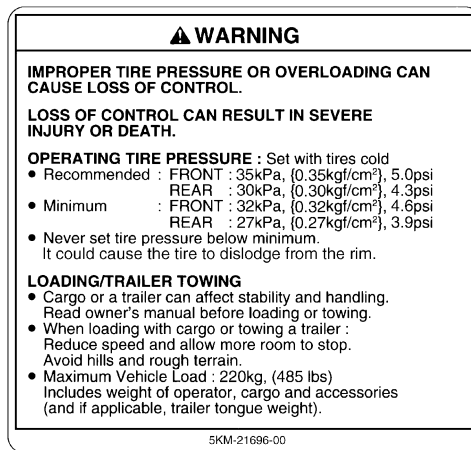 WARNING
IMPROPER TIRE PRESSURE OR OVERLOADING CAN
CAUSE LOSS OF CONTROL.
LOSS OF CONTROL CAN RESULT IN SEVERE
INJURY OR DEATH.
OPERATING TIRE PRESSURE : Set with tires cold
• Recommended : FRONT : 35kPa, {0.35kgf/cm²}, 5.0psi
REAR : 30kPa, {0.30kgf/cm²}, 4.3psi
• Minimum : FRONT : 32kPa, {0.32kgf/cm²}, 4.6psi
REAR : 27kPa, {0.27kgf/cm²}, 3.9psi
• Never set tire pressure below minimum.
It could cause the tire to dislodge from the rim.
LOADING/TRAILER TOWING
• Cargo or a trailer can affect stability and handling.
Read owner's manual before loading or towing.
• When loading with cargo or towing a trailer :
Reduce speed and allow more room to stop.
Avoid hills and rough terrain.
• Maximum Vehicle Load : 220kg, (485 lbs)
Includes weight of operator, cargo and accessories
(and if applicable, trailer tongue weight).
5KM-21696-00